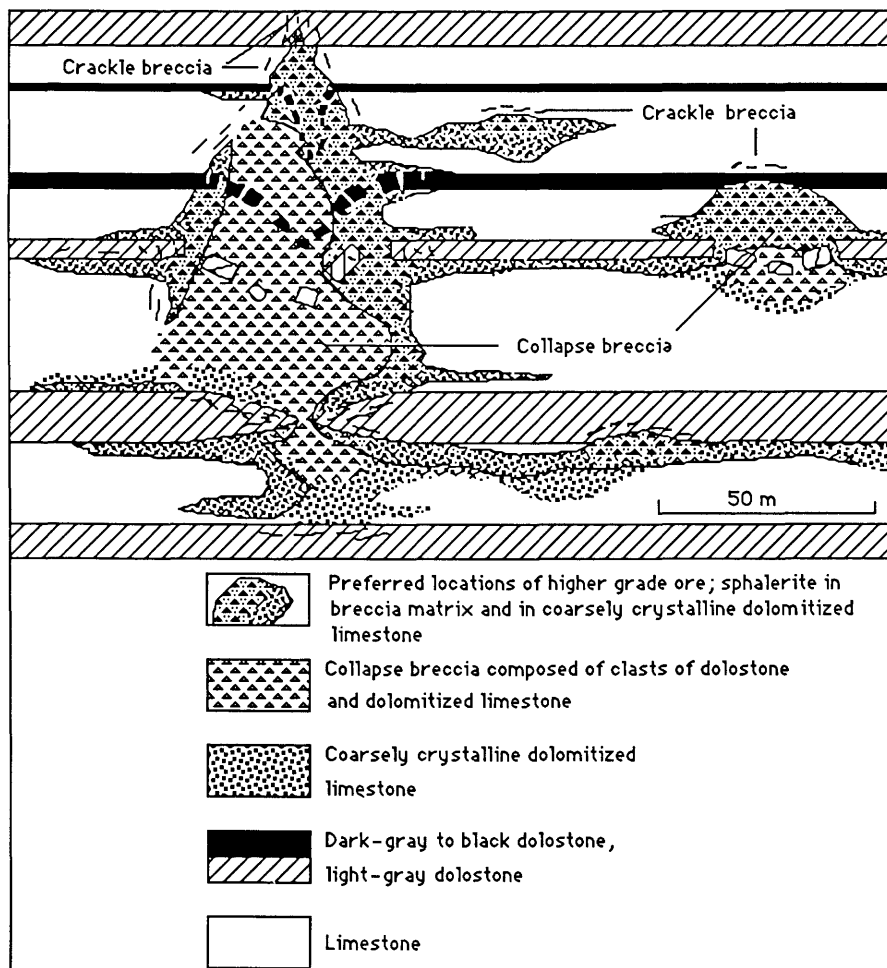 Crackle breccia
Crackle breccia
Collapse breccia
50 m
Preferred locations of higher grade ore; sphalerite in
breccia matrix and in coarsely crystalline dolomitized
limestone
Collapse breccia composed of clasts of dolostone
and dolomitized limestone
Coarsely crystalline dolomitized
limestone
Dark-gray to black dolostone,
light-gray dolostone
Limestone